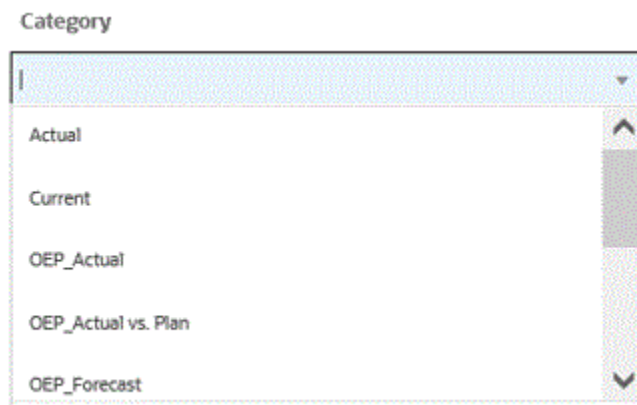 Category
Actual
Current
OEP_Actual
OEP_Actual vs. Plan
OEP_Forecast